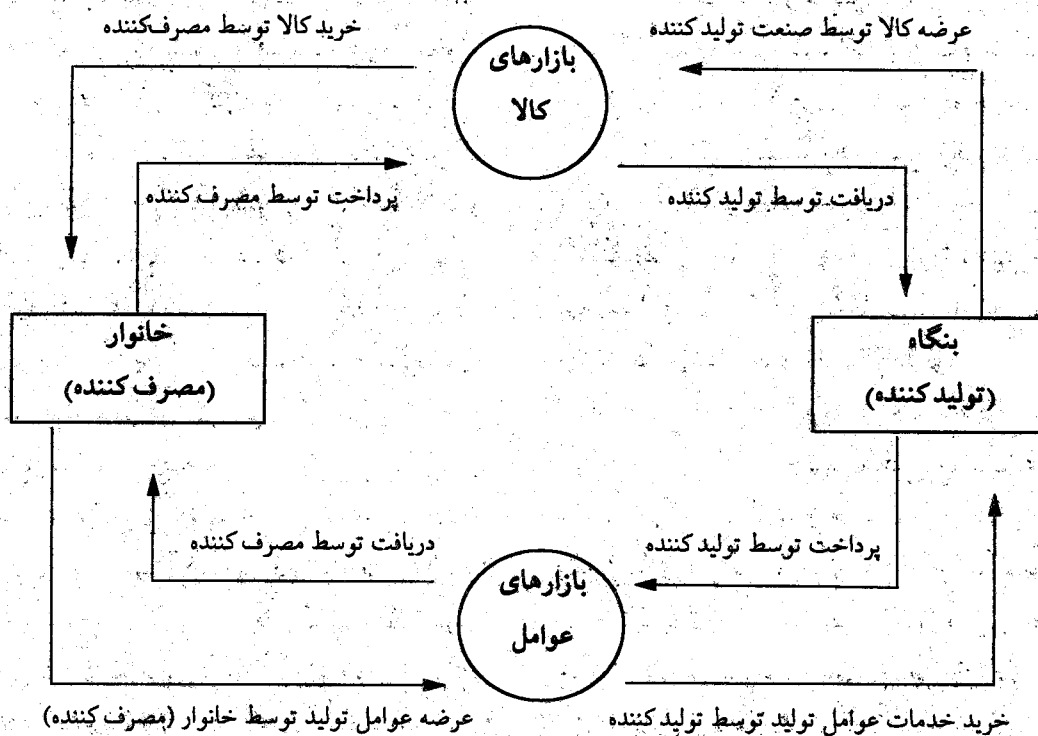 عرضه کالا توسط صنعت تولید کننده
خرید کالا توسط مصرف‌کننده
بازارهای
کالا
دریافت توسط تولید کننده
پرداخت توسط مصرف کننده
بنگاه
(تولید کننده)
خانوار
(مصرف کننده)
پرداخت توسط تولید کننده
دریافت توسط مصرف کننده
بازارهای
عوامل
خرید خدمات عوامل تولید توسط تولید کننده
عرضه عوامل تولید توسط خانوار (مصرف کننده)